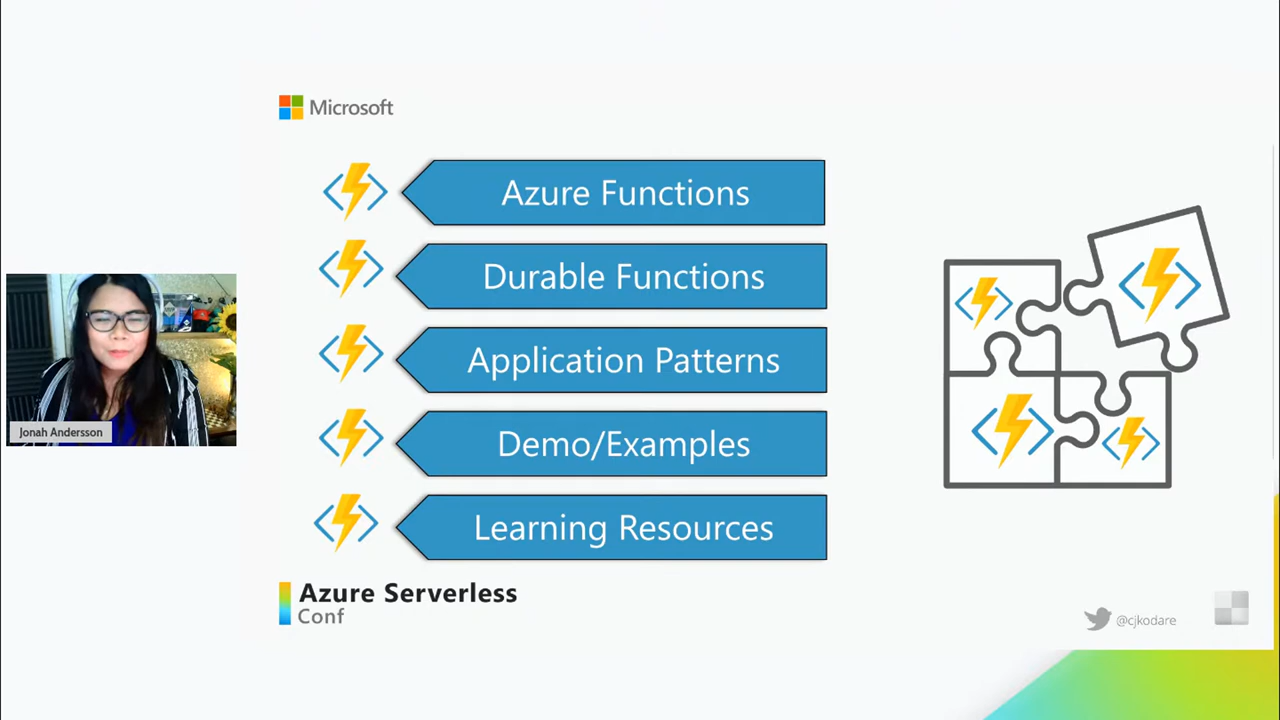 Microsoft
Azure Functions
Durable Functions
Application Patterns
Demo/Examples
Learning Resources
Jonah Andersson
Azure Serverless
Conf
@cjkodare